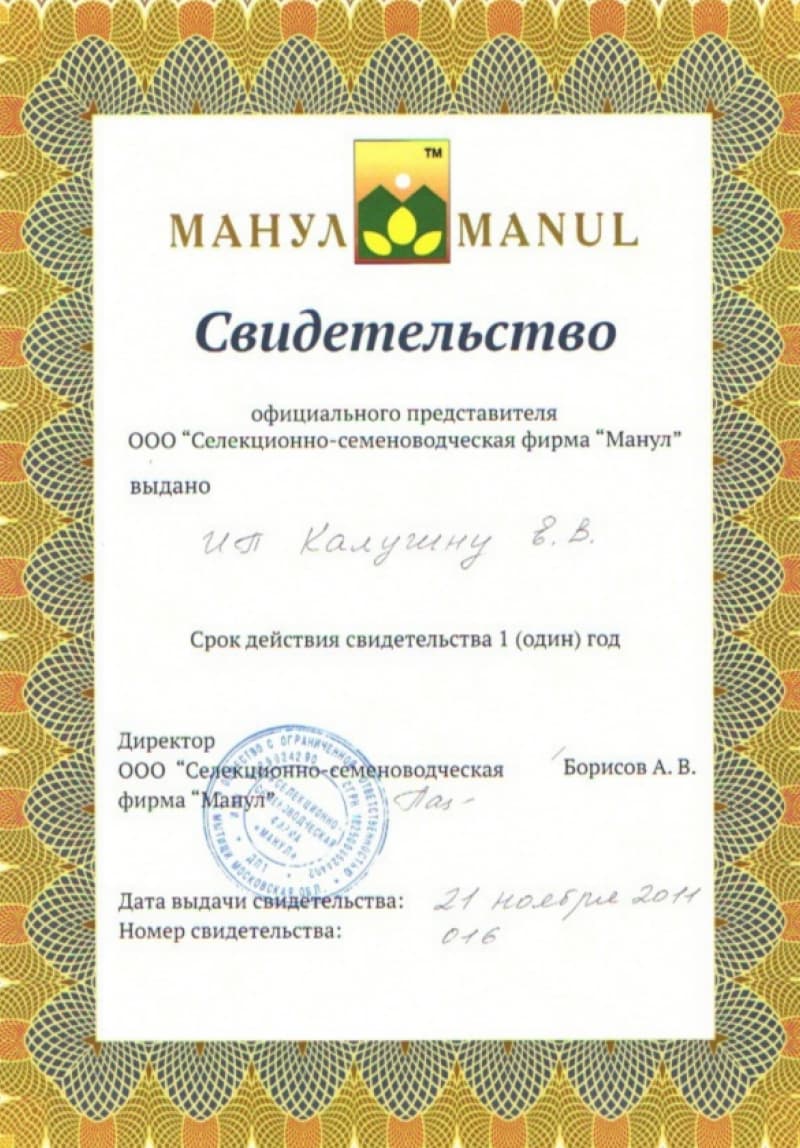 МАНУЛ ТМ MANUL
Свидетельство
официального представителя
ООО “Селекционно-семеноводческая фирма “Манул”
выдано
ИП Калугину Е. В.
Срок действия свидетельства 1 (один) год
Директор
ООО “Селекционно-семеноводческая
фирма “Манул”
Борисов А. В.
ОБЩЕСТВО С ОГРАНИЧЕННОЙ ОТВЕТСТВЕННОСТЬЮ
МЫТИЩИ МОСКОВСКАЯ ОБЛ.
СЕЛЕКЦИОННО-
СЕМЕНОВОДЧЕСКАЯ
ФИРМА
«МАНУЛ»
Дата выдачи свидетельства: 21 ноября 2011
Номер свидетельства: 016